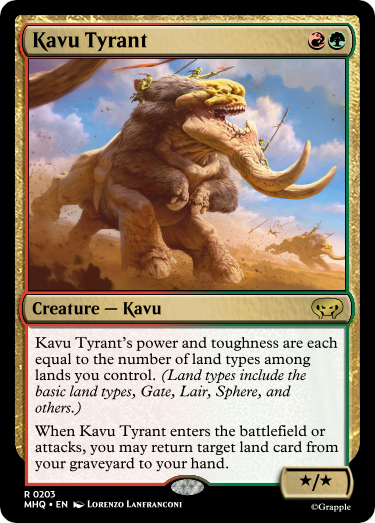 Kavu Tyrant
Creature — Kavu
Kavu Tyrant's power and toughness are each
equal to the number of land types among
lands you control. (Land types include the
basic land types, Gate, Lair, Sphere, and
others.)
When Kavu Tyrant enters the battlefield or
attacks, you may return target land card from
your graveyard to your hand.
★/★
R 0203
MHQ • EN Lorenzo Lanfranconi
©Grapple